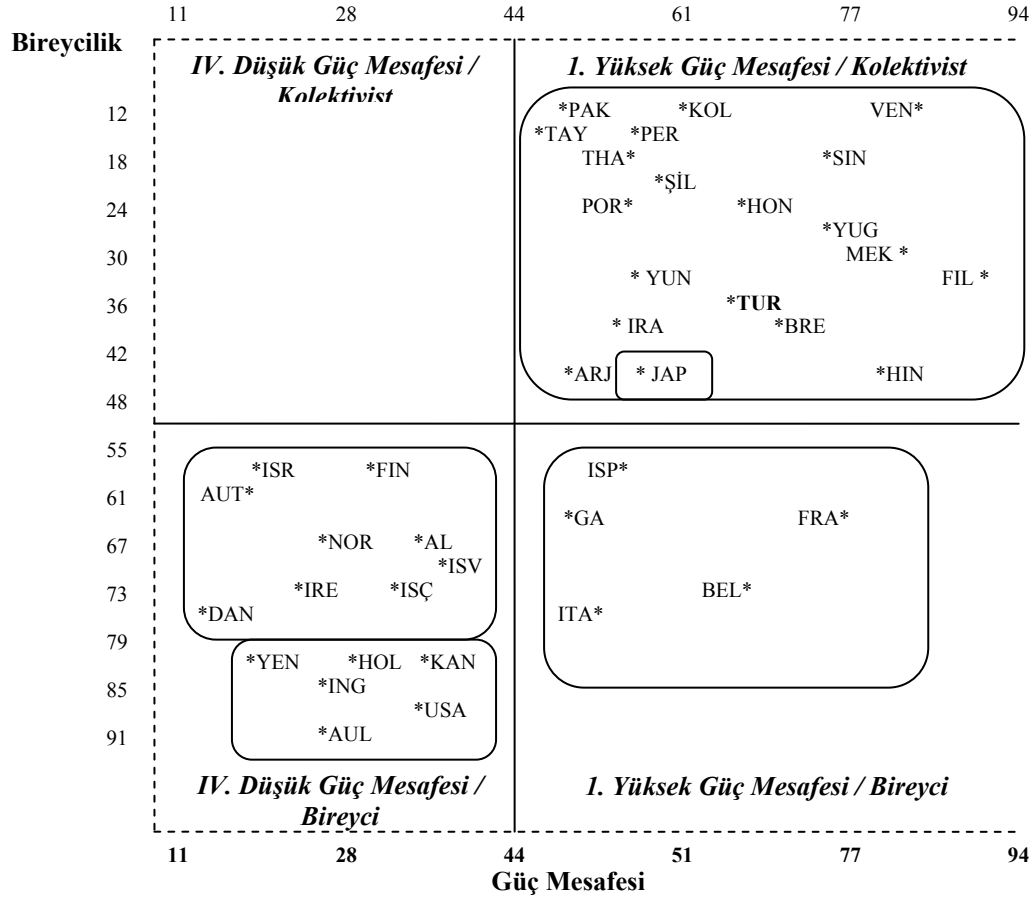 11 28 44 61 77 94
Bireycilik
IV. Düşük Güç Mesafesi / 1. Yüksek Güç Mesafesi / Kolektivist
Kolektivist
12 *PAK *KOL VEN*
*TAY *PER
18 THA* *SIN
*ŞİL
24 POR* *HON
*YUG
30 MEK *
* YUN FIL *
36 *TUR
* IRA *BRE
42
*ARJ * JAP *HIN
48
55
*ISR *FIN ISP*
61 AUT*
*GA FRA*
67 *NOR *AL
*ISV
73 *IRE *ISÇ BEL*
*DAN ITA*
79
*YEN *HOL *KAN
85 *ING
*USA
91 *AUL
IV. Düşük Güç Mesafesi / 1. Yüksek Güç Mesafesi / Bireyci
Bireyci
11 28 44 51 77 94
Güç Mesafesi